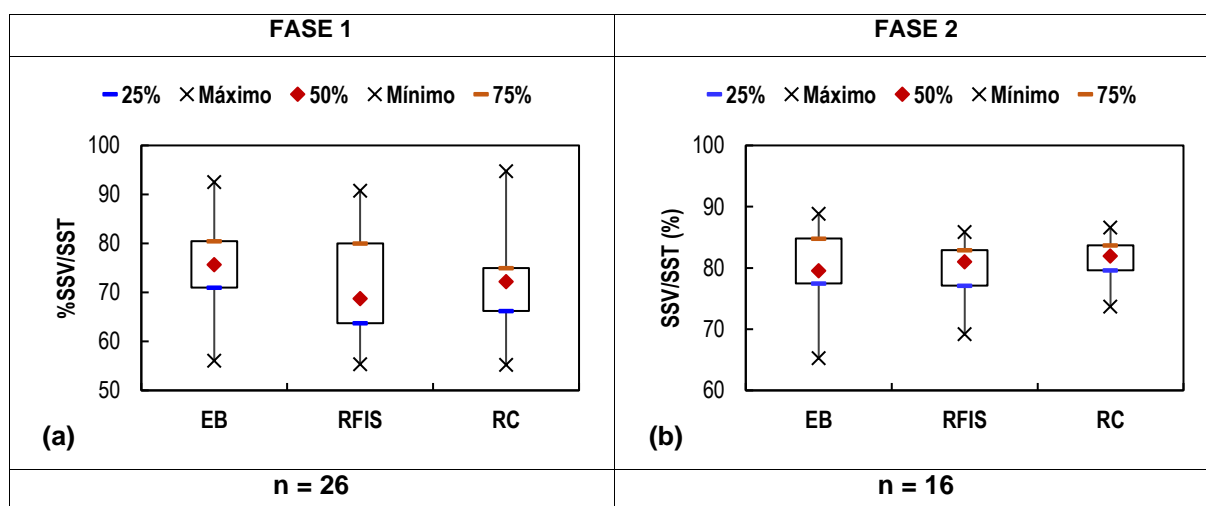 FASE 1
FASE 2
25% Máximo 50% Mínimo 75%
%SSV/SST
100
90
80
70
60
50
EB RFIS RC
(a)
25% Máximo 50% Mínimo 75%
SSV/SST (%)
100
90
80
70
60
EB RFIS RC
(b)
n = 26
n = 16